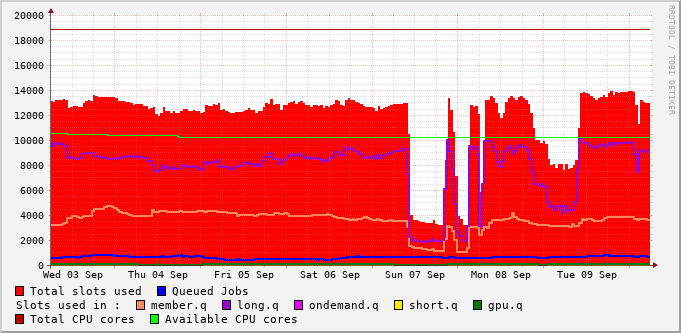 20000
18000
16000
14000
12000
10000
8000
6000
4000
2000
0
Wed 03 Sep Thu 04 Sep Fri 05 Sep Sat 06 Sep Sun 07 Sep Mon 08 Sep Tue 09 Sep
Total slots used Queued Jobs
Slots used in : member.q long.q ondemand.q short.q gpu.q
Total CPU cores Available CPU cores
RRDTOOL / TOBI OETIKER